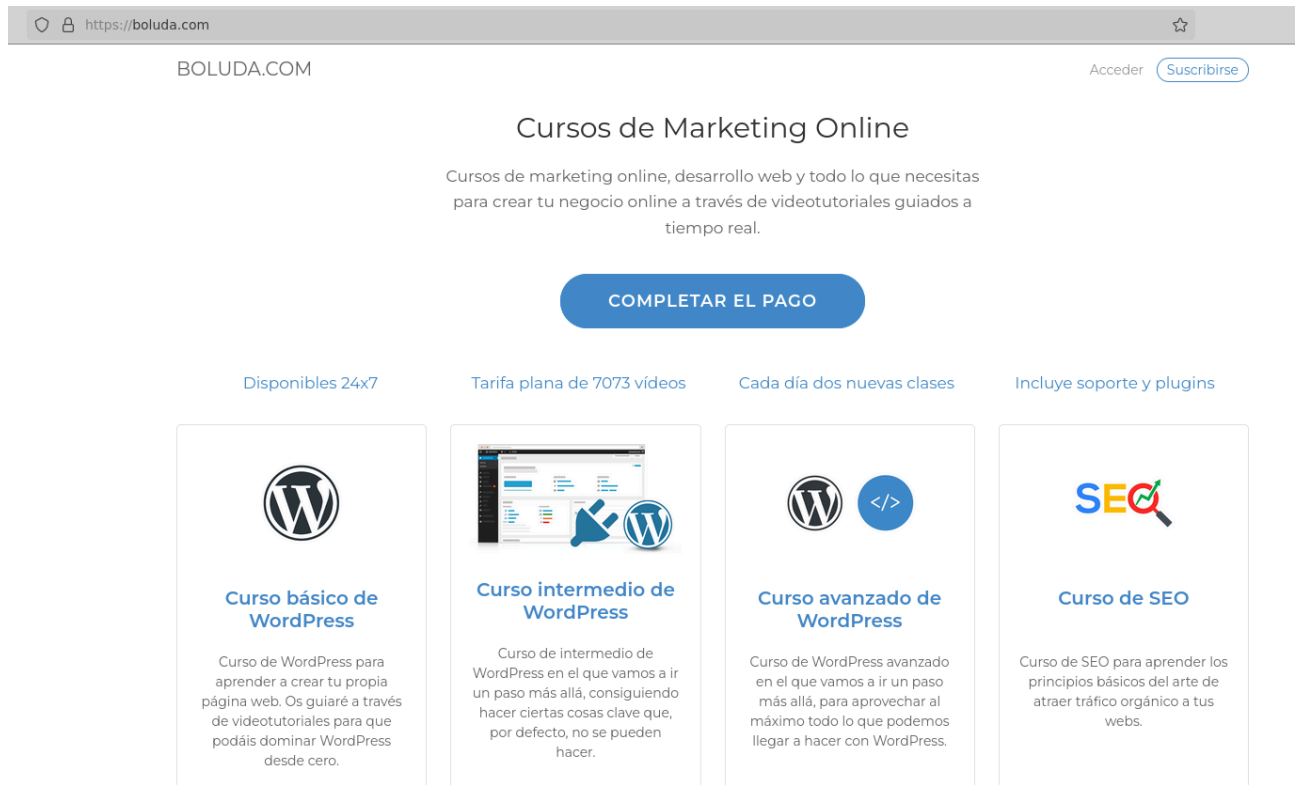 https://boluda.com
BOLUDA.COM
Acceder
Suscribirse
Cursos de Marketing Online
Cursos de marketing online, desarrollo web y todo lo que necesitas
para crear tu negocio online a través de videotutoriales guiados a
tiempo real.
COMPLETAR EL PAGO
Disponibles 24x7
Tarifa plana de 7073 vídeos
Cada día dos nuevas clases
Incluye soporte y plugins
Curso básico de
WordPress
Curso de WordPress para
aprender a crear tu propia
página web. Os guiaré a través
de videotutoriales para que
podáis dominar WordPress
desde cero.
Curso intermedio de
WordPress
Curso de intermedio de
WordPress en el que vamos a ir
un paso más allá, consiguiendo
hacer ciertas cosas clave que,
por defecto, no se pueden
hacer.
</>
Curso avanzado de
WordPress
Curso de WordPress avanzado
en el que vamos a ir un paso
más allá, para aprovechar al
máximo todo lo que podemos
llegar a hacer con WordPress.
SEO
Curso de SEO
Curso de SEO para aprender los
principios básicos del arte de
atraer tráfico orgánico a tus
webs.